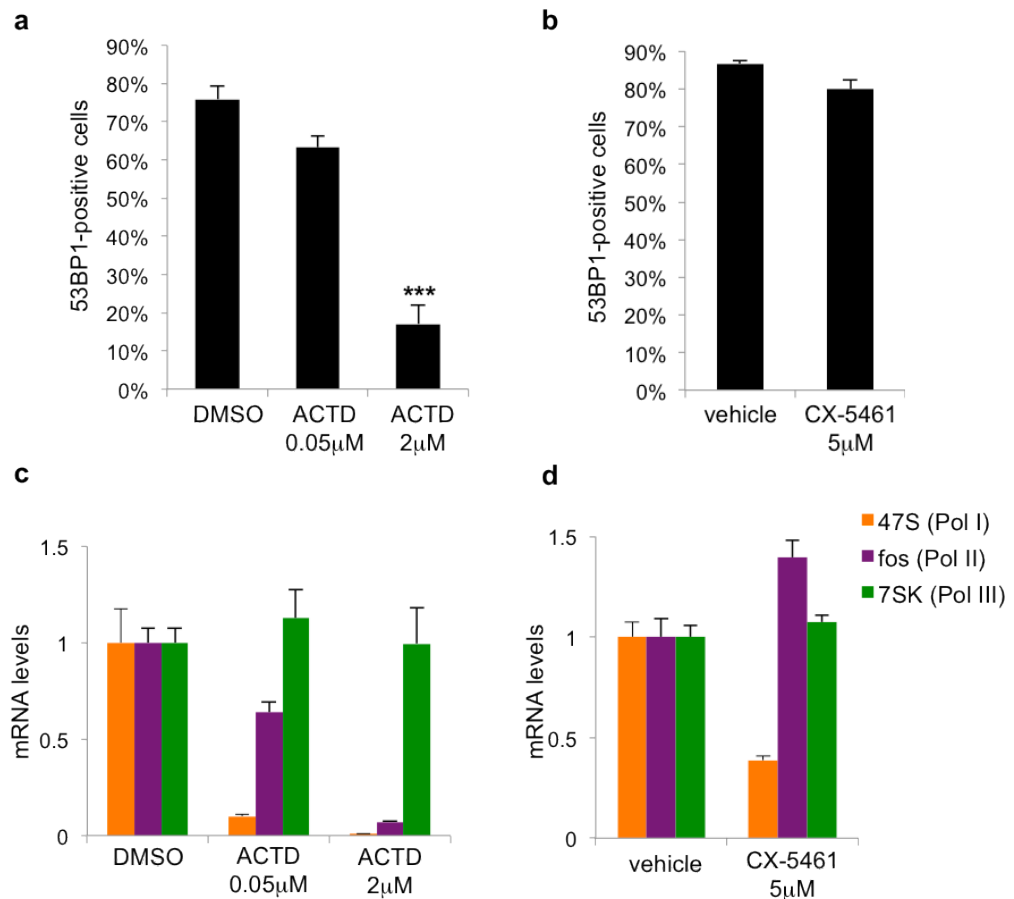 a
90%
80%
70%
60%
50%
40%
30%
20%
10%
0%
53BP1-positive cells
***
DMSO
ACTD
0.05μM
ACTD
2μM
b
90%
80%
70%
60%
50%
40%
30%
20%
10%
0%
53BP1-positive cells
vehicle
CX-5461
5μM
c
1.5
1
0.5
0
mRNA levels
DMSO
ACTD
0.05μM
ACTD
2μM
d
1.5
1
0.5
0
mRNA levels
vehicle
CX-5461
5μM
47S (Pol I)
fos (Pol II)
7SK (Pol III)